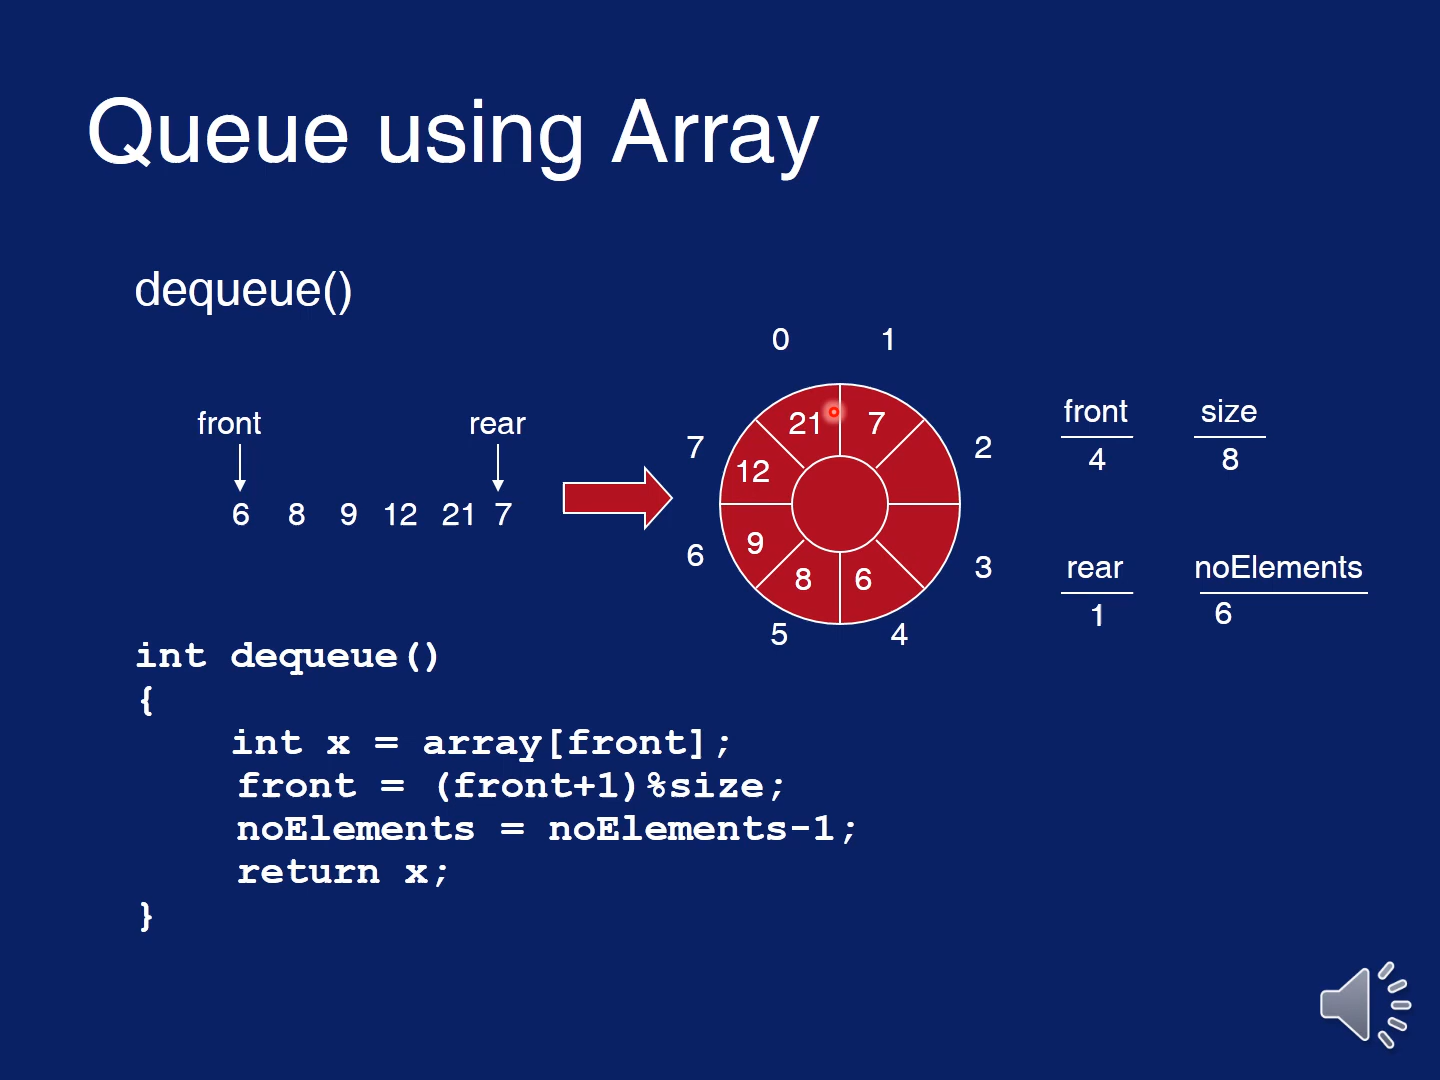 Queue using Array
dequeue()
front rear
6 8 9 12 21 7
0 1
7 2
6 3
5 4
21 7
12
9
8 6
front size
4 8
rear noElements
1 6
int dequeue()
{
int x = array[front];
front = (front+1)%size;
noElements = noElements-1;
return x;
}